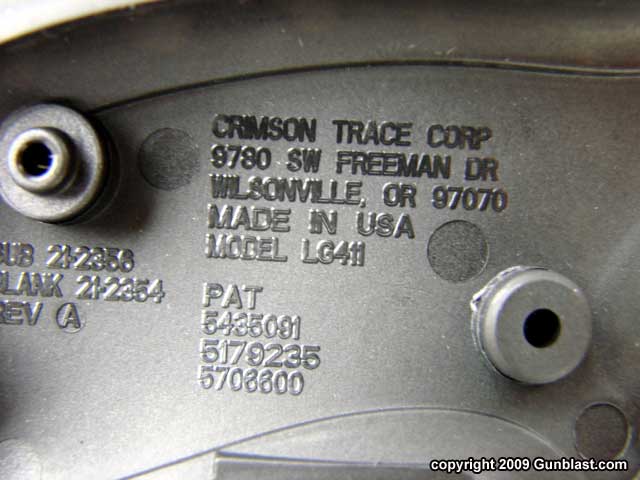 CRIMSON TRACE CORP
9780 SW FREEMAN DR
WILSONVILLE, OR 97070
MADE IN USA
MODEL LG411
SUB 21-2356
BLANK 21-2354
REV A
PAT
5435091
5179235
5706600
copyright 2009 Gunblast.com